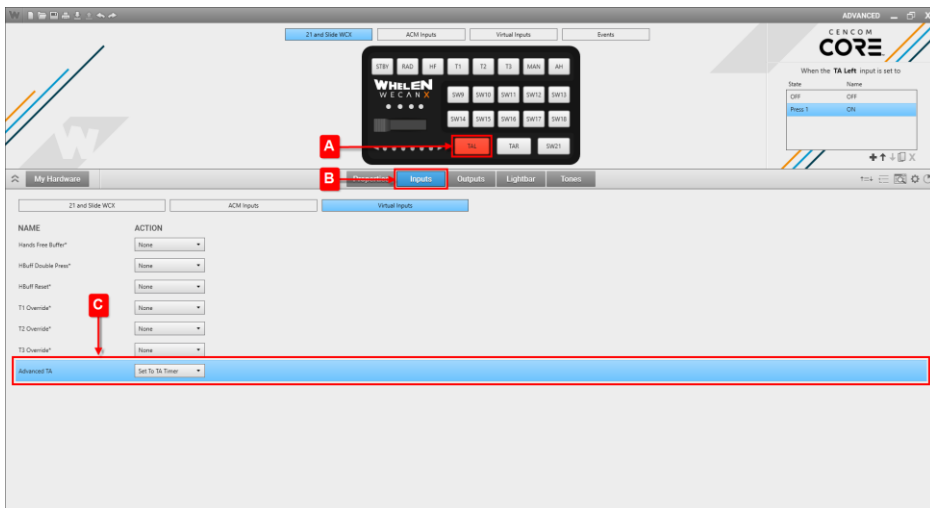 ADVANCED
21 and Slide WCX
ACM Inputs
Virtual Inputs
Events
CENCOM
CORE
When the TA Left input is set to
State Name
OFF OFF
Press 1 ON
STBY RAD HF T1 T2 T3 MAN AH
WHELEN
WECANX
SW9 SW10 SW11 SW12 SW13
SW14 SW15 SW16 SW17 SW18
A
TAL TAR SW21
My Hardware
B
Properties Inputs Outputs Lightbar Tones
21 and Slide WCX
ACM Inputs
Virtual Inputs
NAME ACTION
Hands Free Buffer* None
HBuff Double Press* None
HBuff Reset* None
T1 Override* None
C
T2 Override* None
T3 Override* None
Advanced TA Set To TA Timer